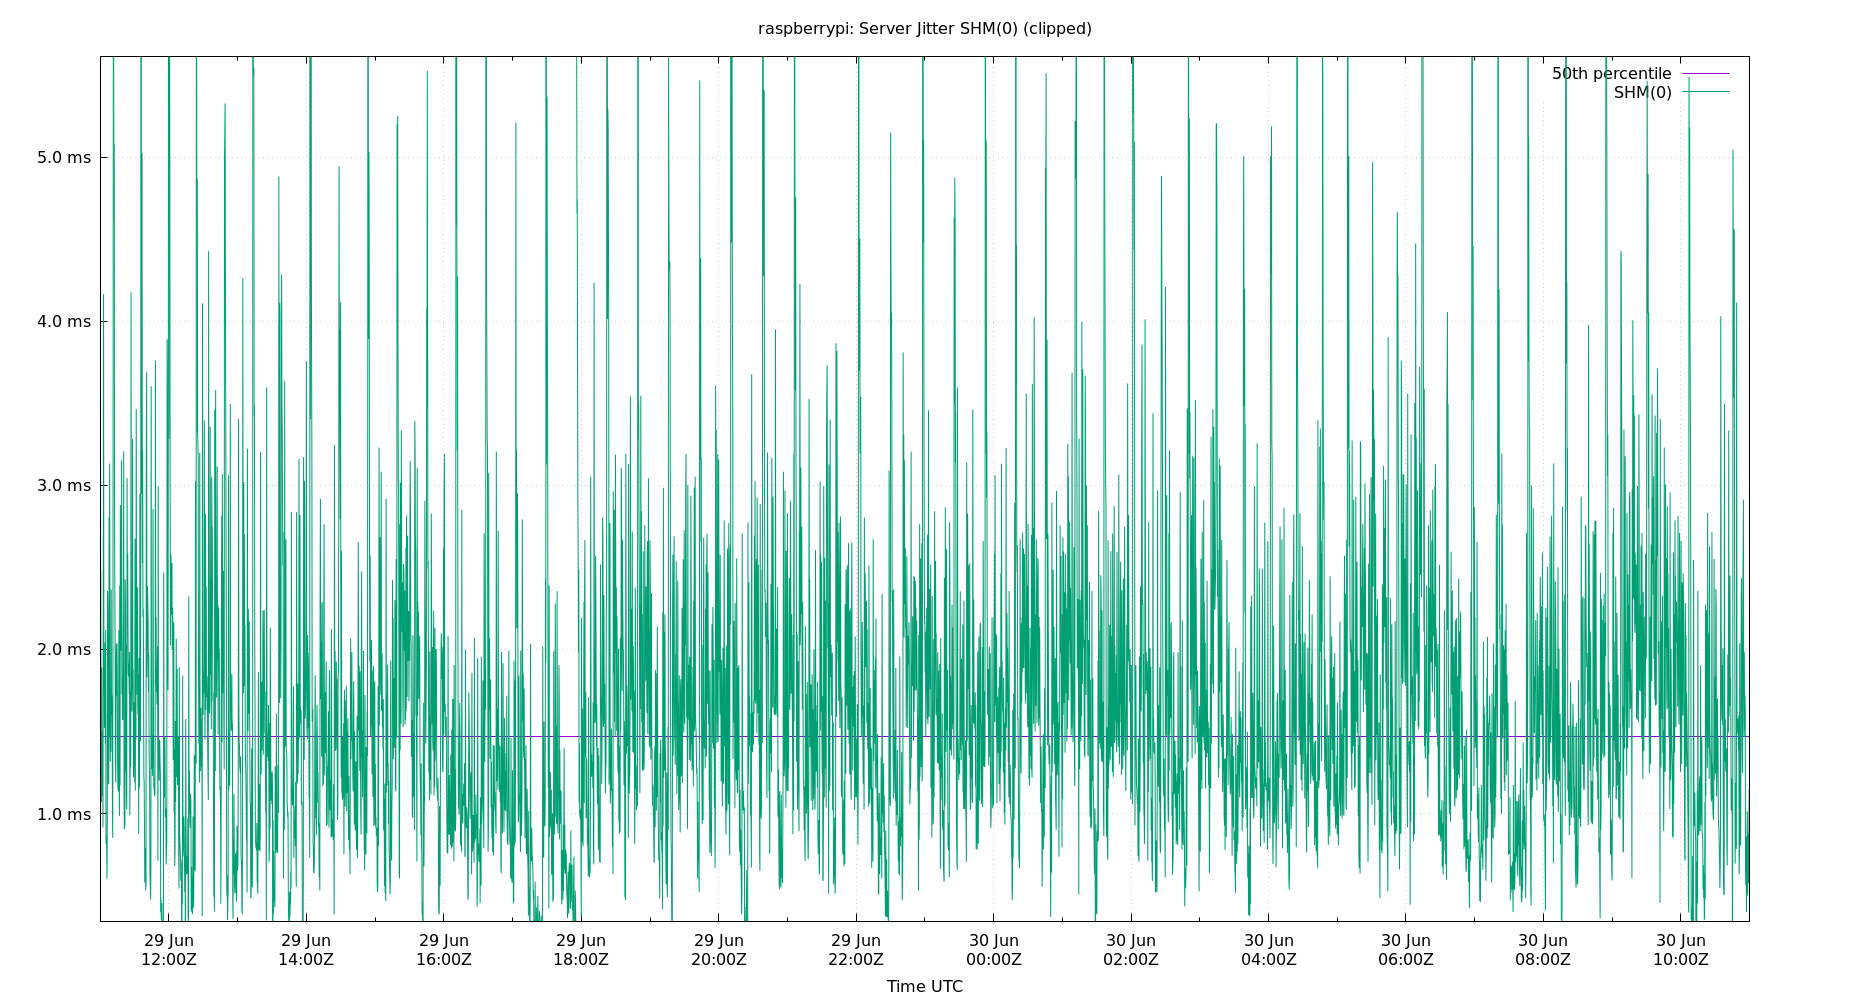 raspberrypi: Server Jitter SHM(0) (clipped)
50th percentile
SHM(0)
5.0 ms
4.0 ms
3.0 ms
2.0 ms
1.0 ms
29 Jun 29 Jun 29 Jun 29 Jun 29 Jun 29 Jun 30 Jun 30 Jun 30 Jun 30 Jun 30 Jun 30 Jun
12:00Z 14:00Z 16:00Z 18:00Z 20:00Z 22:00Z 00:00Z 02:00Z 04:00Z 06:00Z 08:00Z 10:00Z
Time UTC